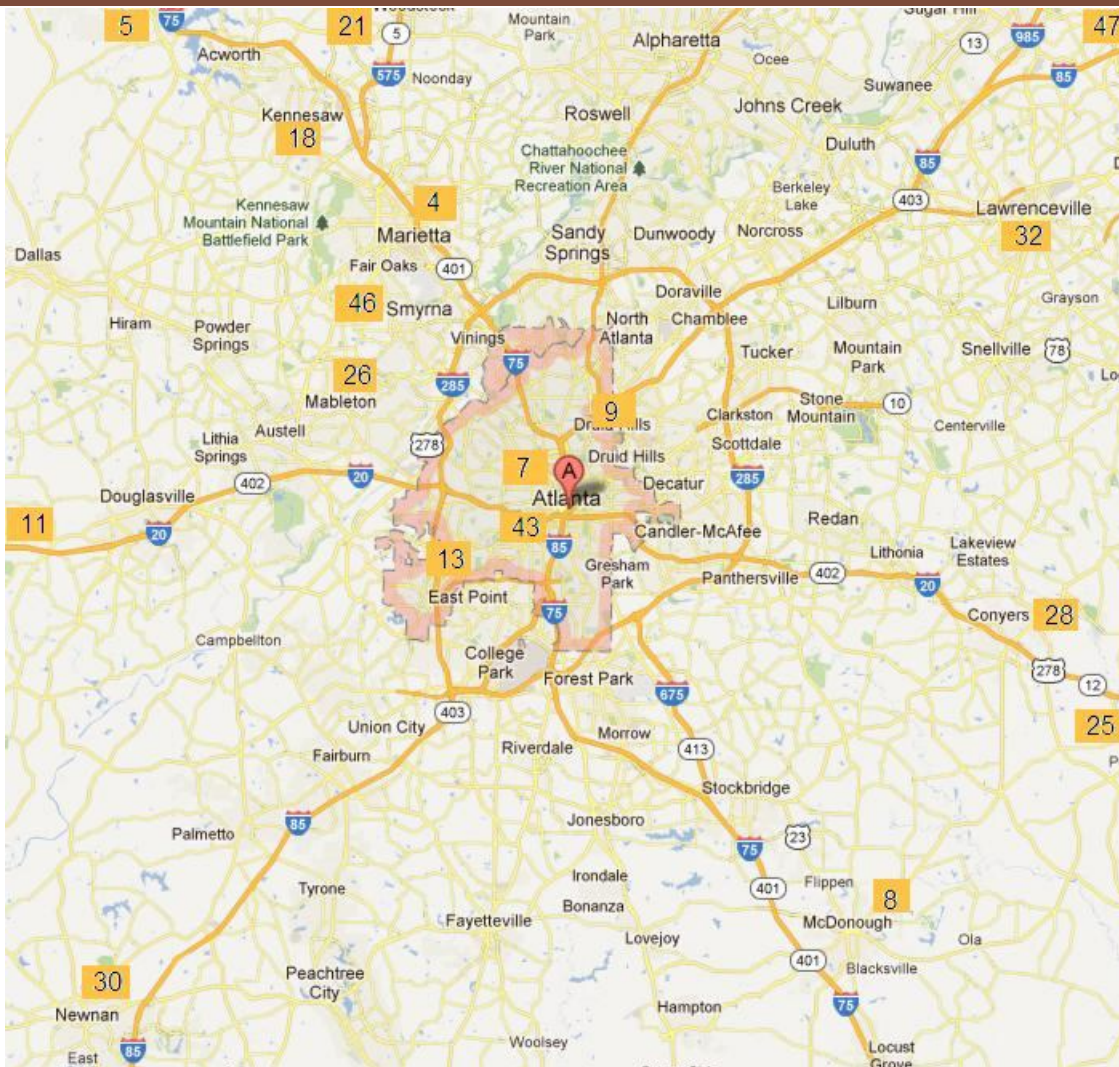 5
75
21
5
Mountain
Park
Alpharetta
Sugar Hill
13
985
47
Acworth
575
Noonday
Ocee
85
Suwanee
Kennesaw
18
Roswell
Johns Creek
Duluth
Chattahoochee
River National
Recreation Area
85
Kennesaw
Mountain National
Battlefield Park
4
Marietta
Berkeley
Lake
403
Lawrenceville
32
Sandy
Springs
Dunwoody
Norcross
Dallas
Fair Oaks
401
Doraville
46
Smyrna
Lilburn
Grayson
Hiram
Powder
Springs
Vinings
North
Atlanta
Chamblee
75
Tucker
Mountain
Park
Snellville
78
26
Mableton
285
9
Druid Hills
Clarkston
Stone
Mountain
10
Centerville
Lithia
Springs
Austell
278
Scottdale
7
A
Druid Hills
285
20
402
Decatur
Douglasville
Atlanta
11
20
43
85
Candler-McAfee
Redan
13
Gresham
Park
Panthersville
402
Lithonia
Lakeview
Estates
20
East Point
75
Conyers
28
Campbellton
College
Park
Forest Park
675
278
12
403
25
Union City
Fairburn
Riverdale
Morrow
413
Stockbridge
Palmetto
85
Jonesboro
75
23
Tyrone
Irondale
Bonanza
401
Flippen
8
McDonough
Fayetteville
Lovejoy
Ola
30
Newnan
Peachtree
City
401
Blacksville
Hampton
75
East
85
Woolsey
Locust
Grove